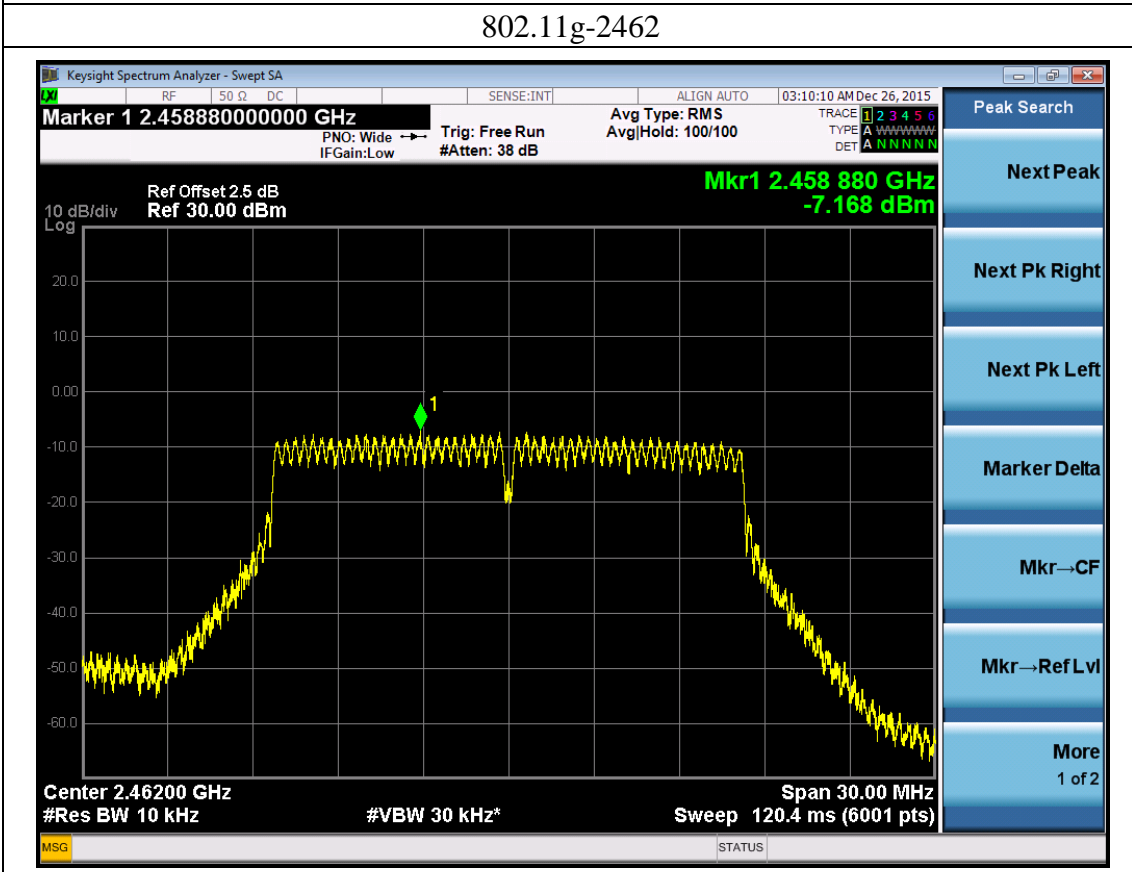 802.11g-2462
Keysight Spectrum Analyzer - Swept SA
LXI RF 50 Ω DC SENSE:INT ALIGN AUTO 03:10:10 AM Dec 26, 2015
Marker 1 2.458880000000 GHz
PNO: Wide
IFGain:Low
Trig: Free Run
#Atten: 38 dB
Avg Type: RMS
Avg|Hold: 100/100
TRACE 1 2 3 4 5 6
TYPE A WWWWW
DET A N N N N N
Peak Search
Mkr1 2.458 880 GHz
-7.168 dBm
Ref Offset 2.5 dB
10 dB/div Ref 30.00 dBm
Log
20.0
10.0
0.00
-10.0
-20.0
-30.0
-40.0
-50.0
-60.0
1
Center 2.46200 GHz Span 30.00 MHz
#Res BW 10 kHz #VBW 30 kHz* Sweep 120.4 ms (6001 pts)
Next Peak
Next Pk Right
Next Pk Left
Marker Delta
Mkr→CF
Mkr→Ref Lvl
More
1 of 2
MSG STATUS